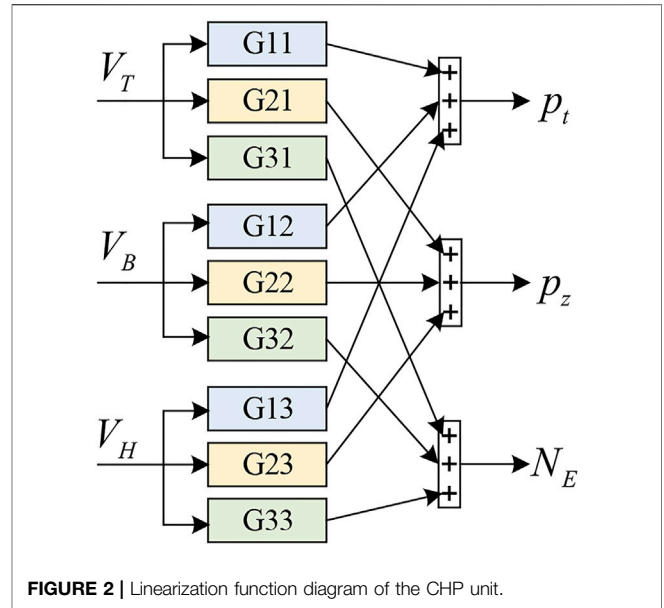 G11
V_T
G21
p_t
G31
G12
V_B
G22
p_z
G32
G13
V_H
G23
N_E
G33
+
+
+
+
+
+
+
+
+
FIGURE 2 | Linearization function diagram of the CHP unit.